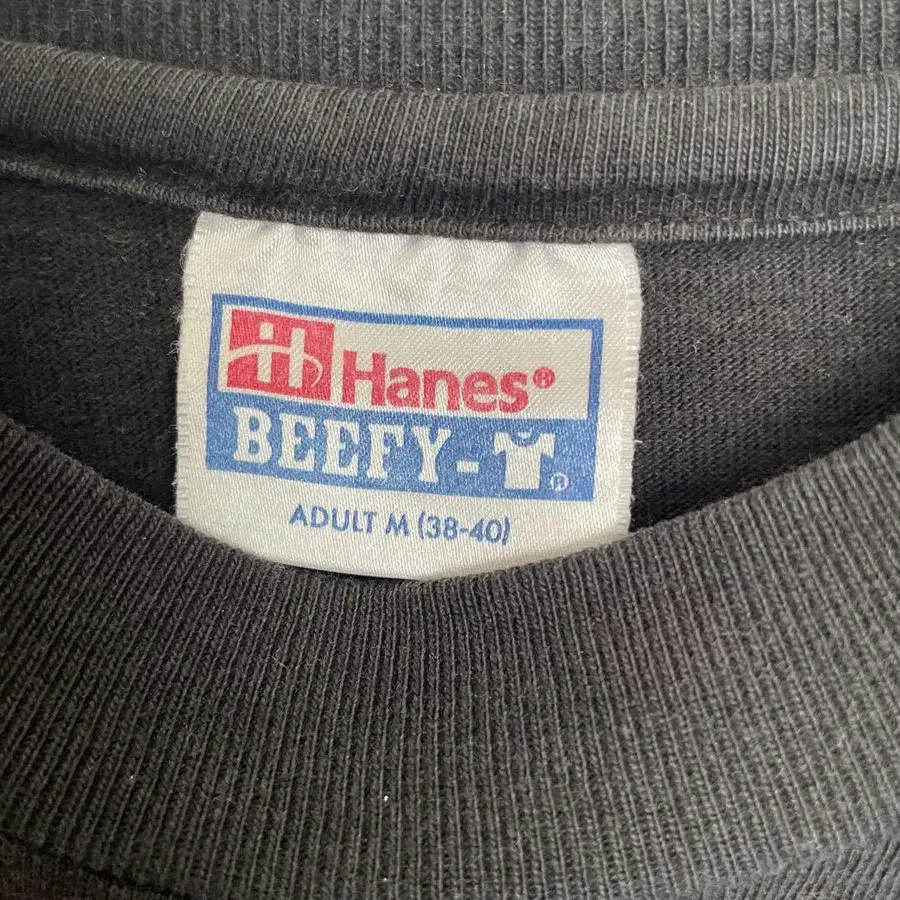 Hanes®
BEEFY-T®
ADULT M (38-40)